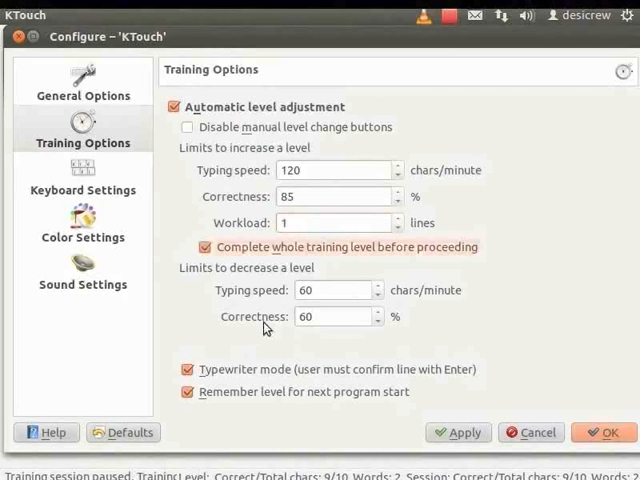 KTouch
desicrew
Configure – 'KTouch'
General Options
Training Options
Keyboard Settings
Color Settings
Sound Settings
Training Options
Automatic level adjustment
Disable manual level change buttons
Limits to increase a level
Typing speed: 120 chars/minute
Correctness: 85 %
Workload: 1 lines
Complete whole training level before proceeding
Limits to decrease a level
Typing speed: 60 chars/minute
Correctness: 60 %
Typewriter mode (user must confirm line with Enter)
Remember level for next program start
Help Defaults Apply Cancel OK
Training session paused. Training Level: Correct/Total chars: 9/10 Words: 2 Session: Correct/Total chars: 9/10 Words: